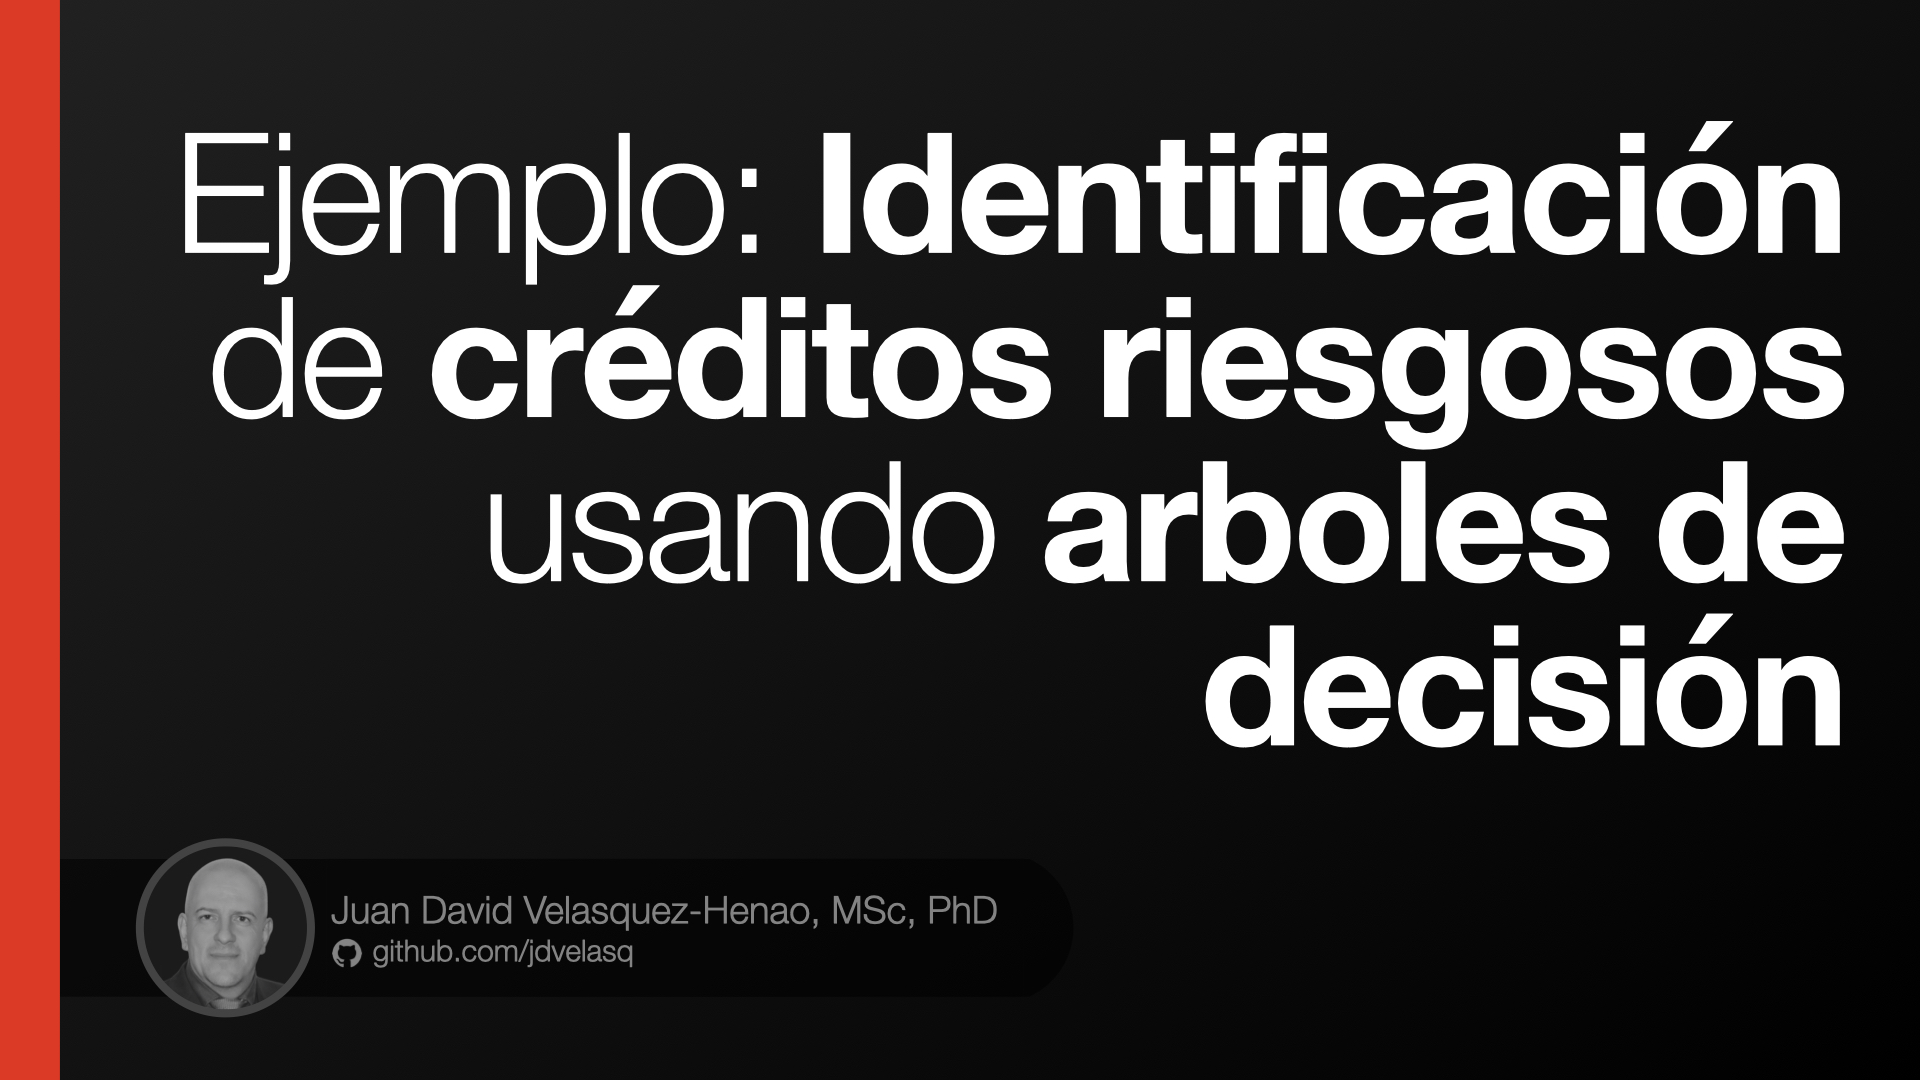 Ejemplo: Identificación
de créditos riesgosos
usando arboles de
decisión
Juan David Velasquez-Henao, MSc, PhD
github.com/jdvelasq